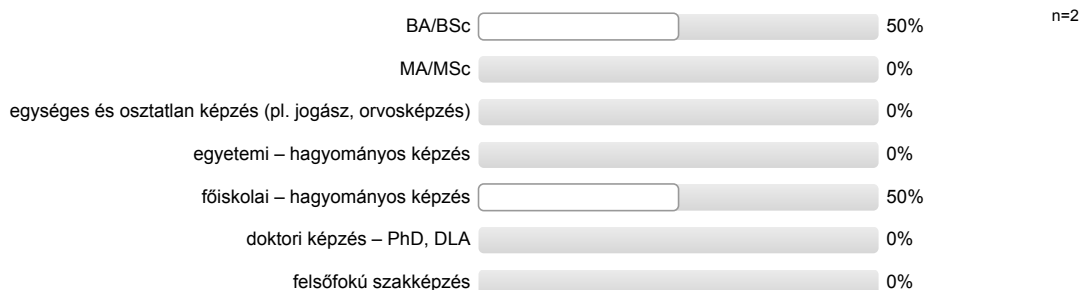 n=2
BA/BSc 50%
MA/MSc 0%
egységes és osztatlan képzés (pl. jogász, orvosképzés) 0%
egyetemi – hagyományos képzés 0%
főiskolai – hagyományos képzés 50%
doktori képzés – PhD, DLA 0%
felsőfokú szakképzés 0%